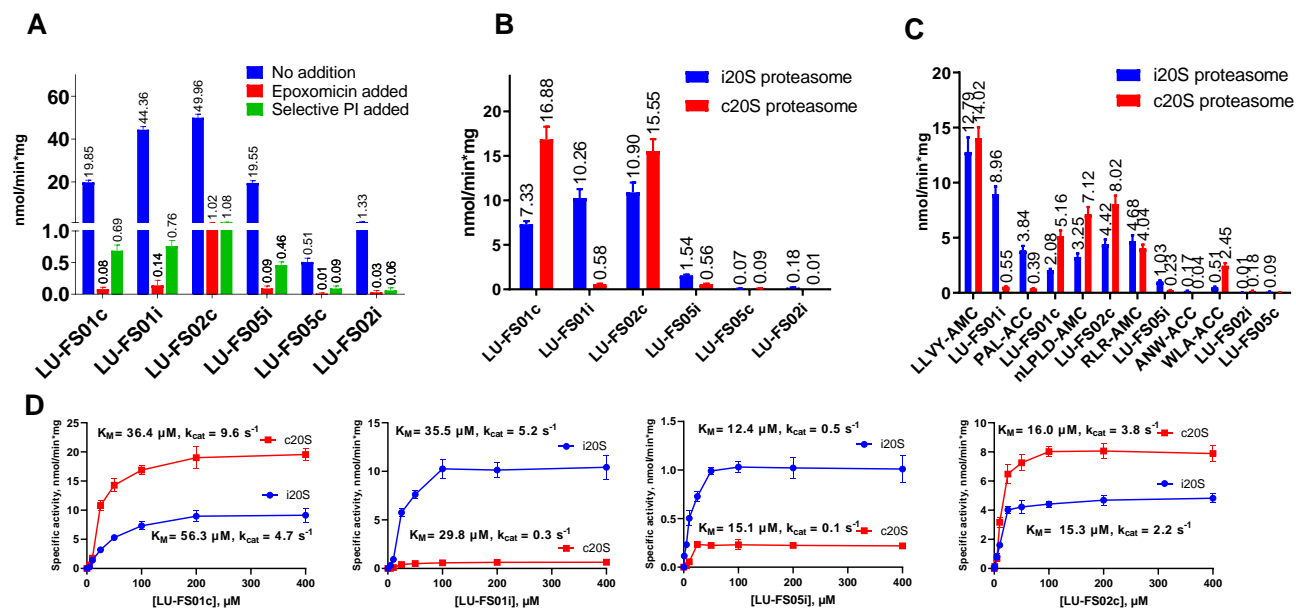 A
nmol/min*mg
60
40
20
1.0
0.5
0.0
No addition
Epoxomicin added
Selective PI added
19.85
0.08
0.69
44.36
0.14
0.76
49.96
1.02
1.08
19.55
0.09
0.46
0.51
0.01
0.09
1.33
0.03
0.06
LU-FS01c
LU-FS01i
LU-FS02c
LU-FS05i
LU-FS05c
LU-FS02i
B
nmol/min*mg
20
15
10
5
0
i20S proteasome
c20S proteasome
7.33
16.88
10.26
0.58
10.90
15.55
1.54
0.56
0.07
0.09
0.18
0.01
LU-FS01c
LU-FS01i
LU-FS02c
LU-FS05i
LU-FS05c
LU-FS02i
C
nmol/min*mg
20
15
10
5
0
i20S proteasome
c20S proteasome
12.79
14.02
8.96
0.55
3.84
0.39
2.08
5.16
3.25
7.12
4.42
8.02
4.68
4.04
1.03
0.23
0.17
0.04
0.51
2.45
0.01
0.18
0.09
LLVY-AMC
LU-FS01i
PAL-ACC
LU-FS01c
nLPLD-AMC
LU-FS02c
RLR-AMC
LU-FS05i
ANW-ACC
WLA-ACC
LU-FS02i
LU-FS05c
D
Specific activity, nmol/min*mg
25
20
15
10
5
0
KM = 36.4 µM, kcat = 9.6 s-1
c20S
i20S
KM = 56.3 µM, kcat = 4.7 s-1
0
100
200
300
400
[LU-FS01c], µM
Specific activity, nmol/min*mg
15
10
5
0
KM = 35.5 µM, kcat = 5.2 s-1
i20S
KM = 29.8 µM, kcat = 0.3 s-1
c20S
0
100
200
300
400
[LU-FS01i], µM
Specific activity, nmol/min*mg
1.5
1.0
0.5
0.0
KM = 12.4 µM, kcat = 0.5 s-1
i20S
KM = 15.1 µM, kcat = 0.1 s-1
c20S
0
100
200
300
400
[LU-FS05i], µM
Specific activity, nmol/min*mg
10
8
6
4
2
0
KM = 16.0 µM, kcat = 3.8 s-1
c20S
i20S
KM = 15.3 µM, kcat = 2.2 s-1
0
100
200
300
400
[LU-FS02c], µM